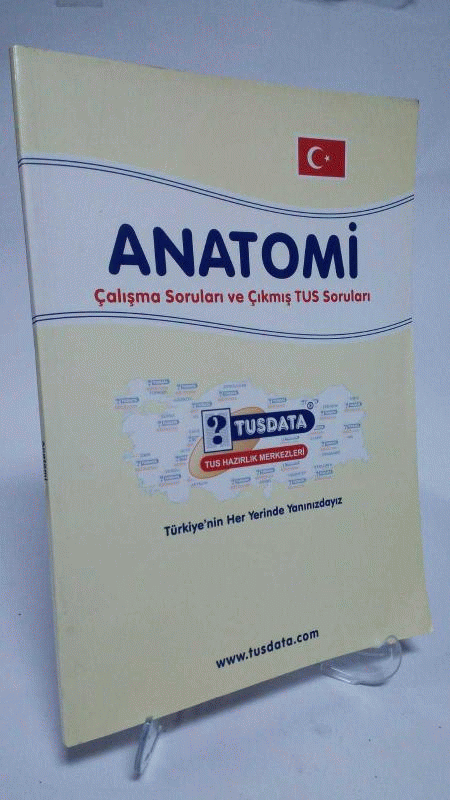 ANATOMİ
Çalışma Soruları ve Çıkmış TUS Soruları
? TUSDATA ®
TUS HAZIRLIK MERKEZLERİ
Türkiye'nin Her Yerinde Yanınızdayız
www.tusdata.com